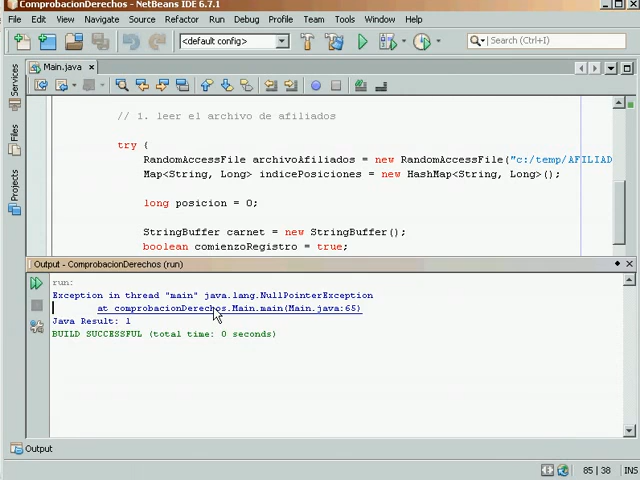 ComprobacionDerechos - NetBeans IDE 6.7.1
File Edit View Navigate Source Refactor Run Debug Profile Team Tools Window Help
<default config>
Search (Ctrl+I)
Main.java
Services
Files
Projects
// 1. leer el archivo de afiliados
try {
RandomAccessFile archivoAfiliados = new RandomAccessFile("c:/temp/AFILIAD
Map<String, Long> indicePosiciones = new HashMap<String, Long>();
long posicion = 0;
StringBuffer carnet = new StringBuffer();
boolean comienzoRegistro = true;
Output - ComprobacionDerechos (run)
run:
Exception in thread "main" java.lang.NullPointerException
at comprobacionDerechos.Main.main(Main.java:65)
Java Result: 1
BUILD SUCCESSFUL (total time: 0 seconds)
Output
85 | 38 INS